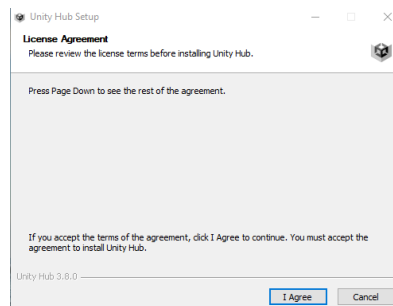 Unity Hub Setup
License Agreement
Please review the license terms before installing Unity Hub.
Press Page Down to see the rest of the agreement.
If you accept the terms of the agreement, click I Agree to continue. You must accept the
agreement to install Unity Hub.
Unity Hub 3.8.0
I Agree
Cancel